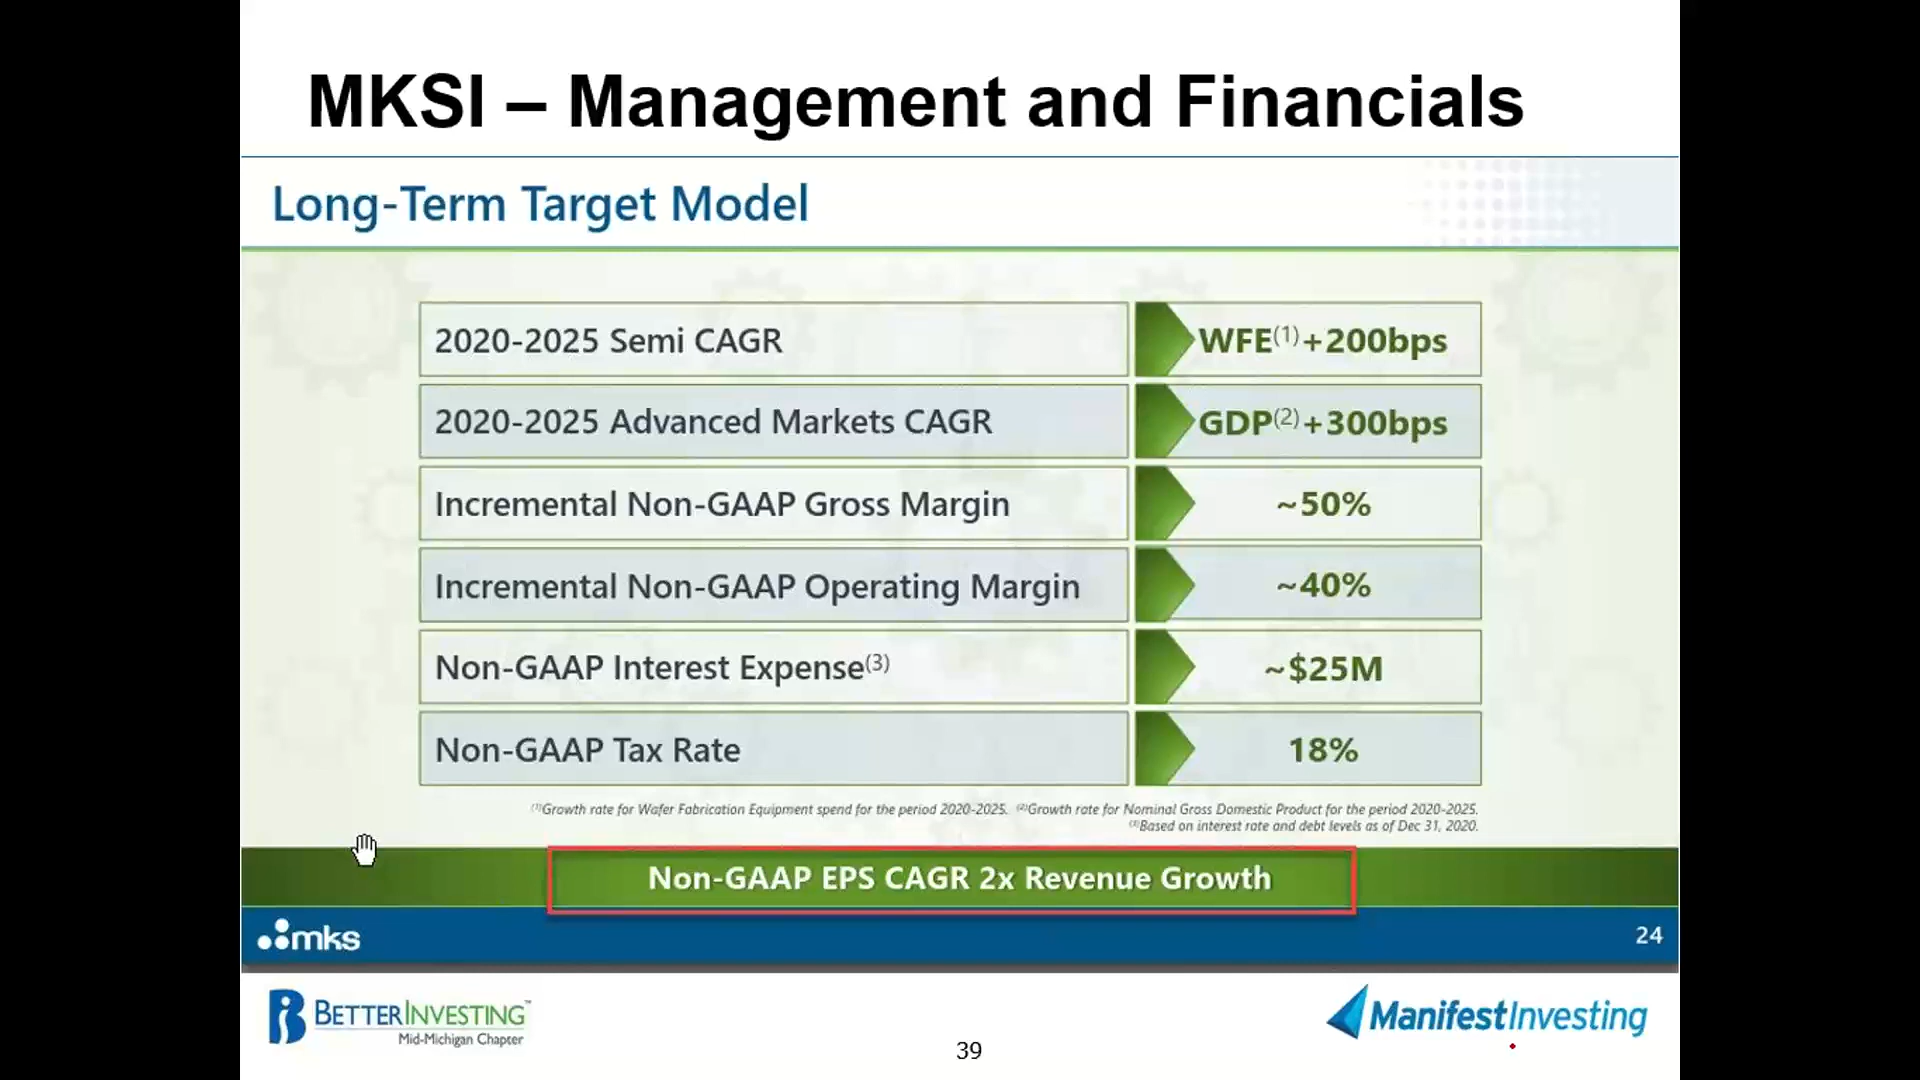 MKSI – Management and Financials
Long-Term Target Model
2020-2025 Semi CAGR WFE(1)+200bps
2020-2025 Advanced Markets CAGR GDP(2)+300bps
Incremental Non-GAAP Gross Margin ~50%
Incremental Non-GAAP Operating Margin ~40%
Non-GAAP Interest Expense(3) ~$25M
Non-GAAP Tax Rate 18%
(1)Growth rate for Wafer Fabrication Equipment spend for the period 2020-2025. (2)Growth rate for Nominal Gross Domestic Product for the period 2020-2025.
(3)Based on interest rate and debt levels as of Dec 31, 2020.
Non-GAAP EPS CAGR 2x Revenue Growth
mks 24
BETTERINVESTING™
Mid-Michigan Chapter
ManifestInvesting
39